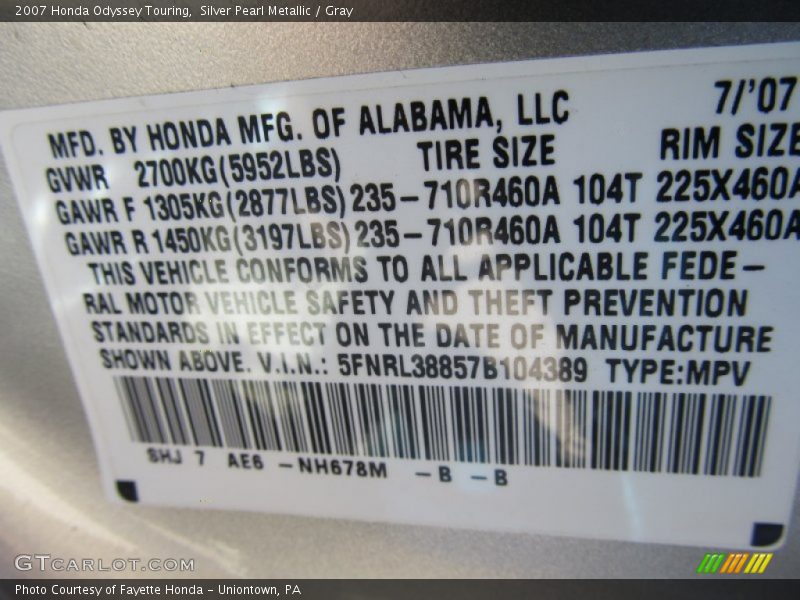 2007 Honda Odyssey Touring, Silver Pearl Metallic / Gray
MFD. BY HONDA MFG. OF ALABAMA, LLC 7/'07
GVWR 2700KG(5952LBS) TIRE SIZE RIM SIZE
GAWR F 1305KG(2877LBS) 235-710R460A 104T 225X460A
GAWR R 1450KG(3197LBS) 235-710R460A 104T 225X460A
THIS VEHICLE CONFORMS TO ALL APPLICABLE FEDE-
RAL MOTOR VEHICLE SAFETY AND THEFT PREVENTION
STANDARDS IN EFFECT ON THE DATE OF MANUFACTURE
SHOWN ABOVE. V.I.N.: 5FNRL38857B104389 TYPE:MPV
SHJ 7 AE6 -NH678M -B -B
GTCARLOT.COM
Photo Courtesy of Fayette Honda - Uniontown, PA